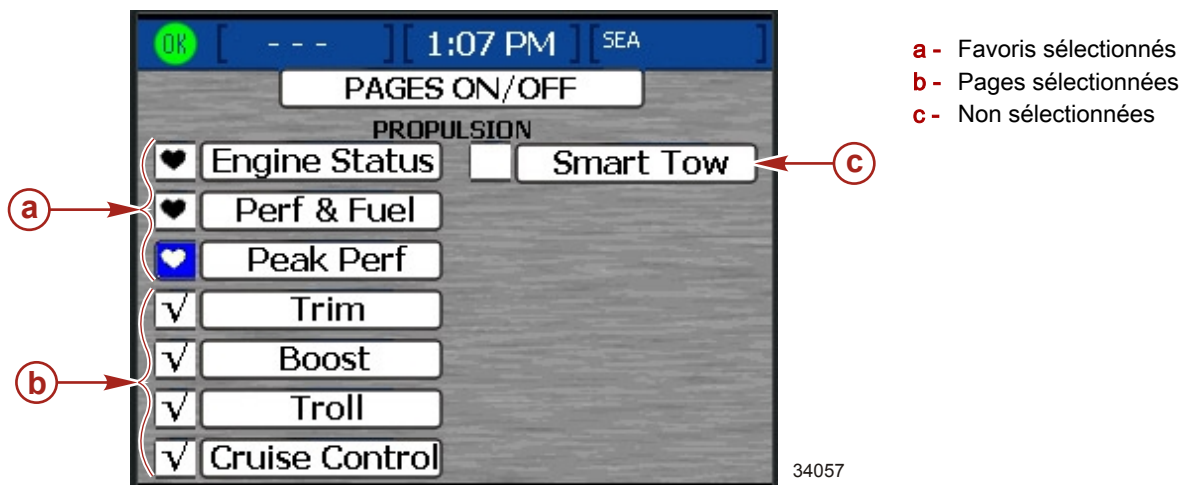 OK [ - - - ] [ 1:07 PM ] [ SEA ]
PAGES ON/OFF
PROPULSION
♥ Engine Status
♥ Perf & Fuel
♥ Peak Perf
√ Trim
√ Boost
√ Troll
√ Cruise Control
Smart Tow
a
b
c
34057
a - Favoris sélectionnés
b - Pages sélectionnées
c - Non sélectionnées